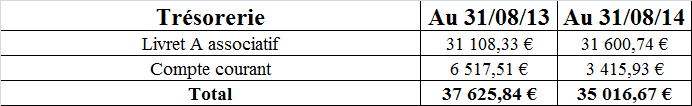 Trésorerie Au 31/08/13 Au 31/08/14
Livret A associatif 31 108,33 € 31 600,74 €
Compte courant 6 517,51 € 3 415,93 €
Total 37 625,84 € 35 016,67 €